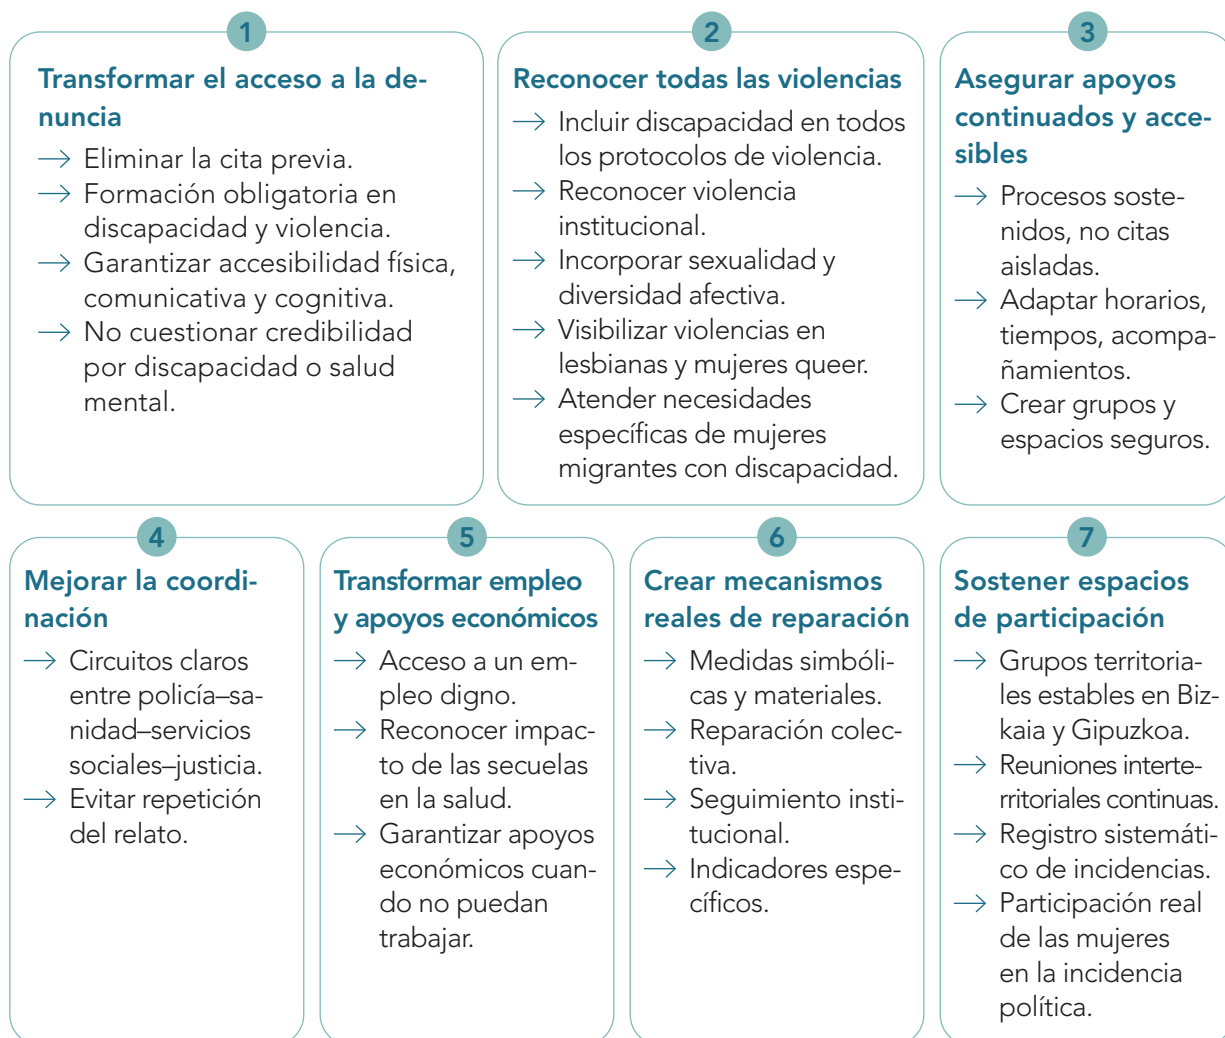 1
Transformar el acceso a la de-
nuncia
→ Eliminar la cita previa.
→ Formación obligatoria en
discapacidad y violencia.
→ Garantizar accesibilidad física,
comunicativa y cognitiva.
→ No cuestionar credibilidad
por discapacidad o salud
mental.
2
Reconocer todas las violencias
→ Incluir discapacidad en todos
los protocolos de violencia.
→ Reconocer violencia
institucional.
→ Incorporar sexualidad y
diversidad afectiva.
→ Visibilizar violencias en
lesbianas y mujeres queer.
→ Atender necesidades
específicas de mujeres
migrantes con discapacidad.
3
Asegurar apoyos
continuados y acce-
sibles
→ Procesos soste-
nidos, no citas
aisladas.
→ Adaptar horarios,
tiempos, acompa-
ñamientos.
→ Crear grupos y
espacios seguros.
4
Mejorar la coordi-
nación
→ Circuitos claros
entre policía–sa-
nidad–servicios
sociales–justicia.
→ Evitar repetición
del relato.
5
Transformar empleo
y apoyos económicos
→ Acceso a un em-
pleo digno.
→ Reconocer impac-
to de las secuelas
en la salud.
→ Garantizar apoyos
económicos cuan-
do no puedan
trabajar.
6
Crear mecanismos
reales de reparación
→ Medidas simbóli-
cas y materiales.
→ Reparación colec-
tiva.
→ Seguimiento insti-
tucional.
→ Indicadores espe-
cíficos.
7
Sostener espacios
de participación
→ Grupos territoria-
les estables en Biz-
kaia y Gipuzkoa.
→ Reuniones interte-
rritoriales continuas.
→ Registro sistemáti-
co de incidencias.
→ Participación real
de las mujeres
en la incidencia
política.